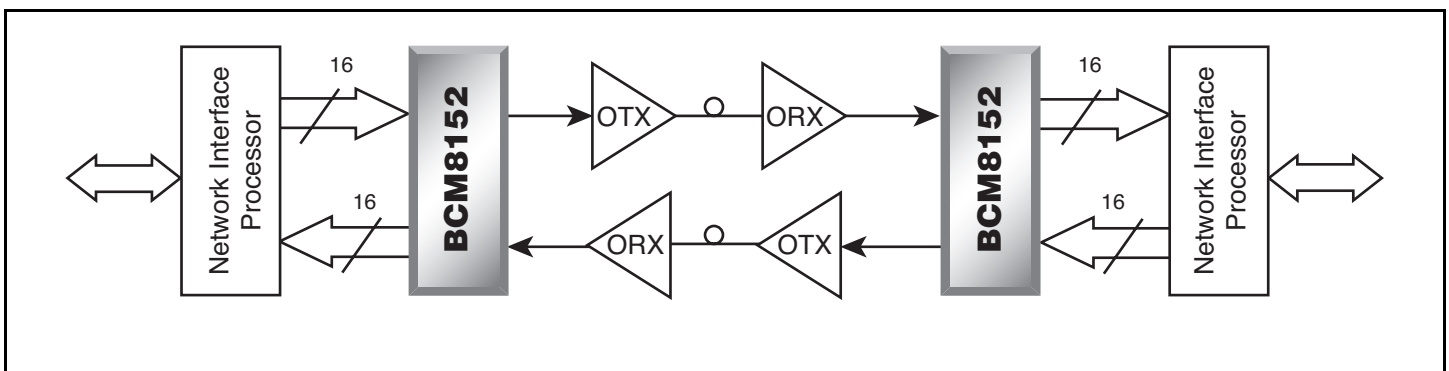 Network Interface
Processor
16
16
BCM8152
OTX
ORX
ORX
OTX
BCM8152
16
16
Network Interface
Processor